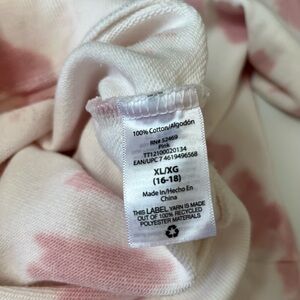 100% Cotton/Algodón
RN# 52469
Pink
TT12100020134
EAN/UPC 7 4619496568
XL/XG
(16-18)
Made In/Hecho En
China
THIS LABEL YARN IS MADE
OUT OF 100% RECYCLED
POLYESTER MATERIALS